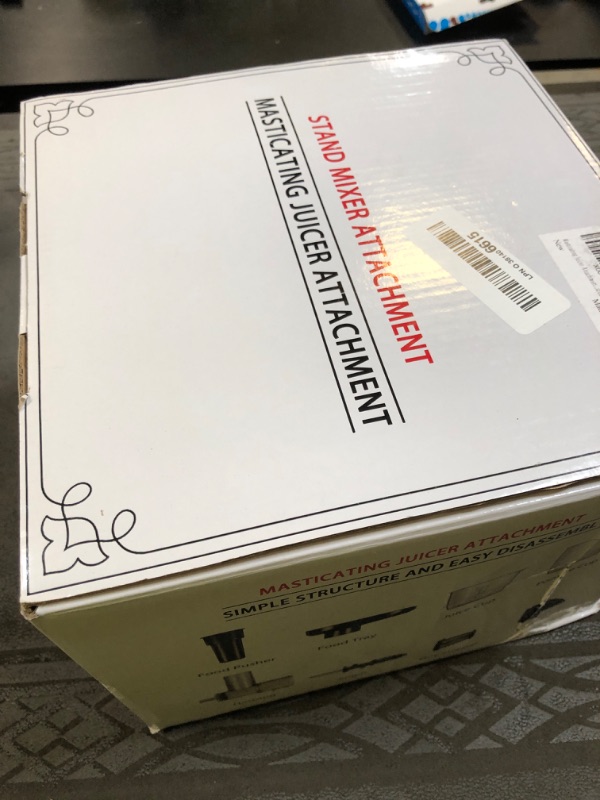 STAND MIXER ATTACHMENT
MASTICATING JUICER ATTACHMENT
6615
MASTICATING JUICER ATTACHMENT
SIMPLE STRUCTURE AND EASY
Food Pusher
Food Tray
Juice Cup